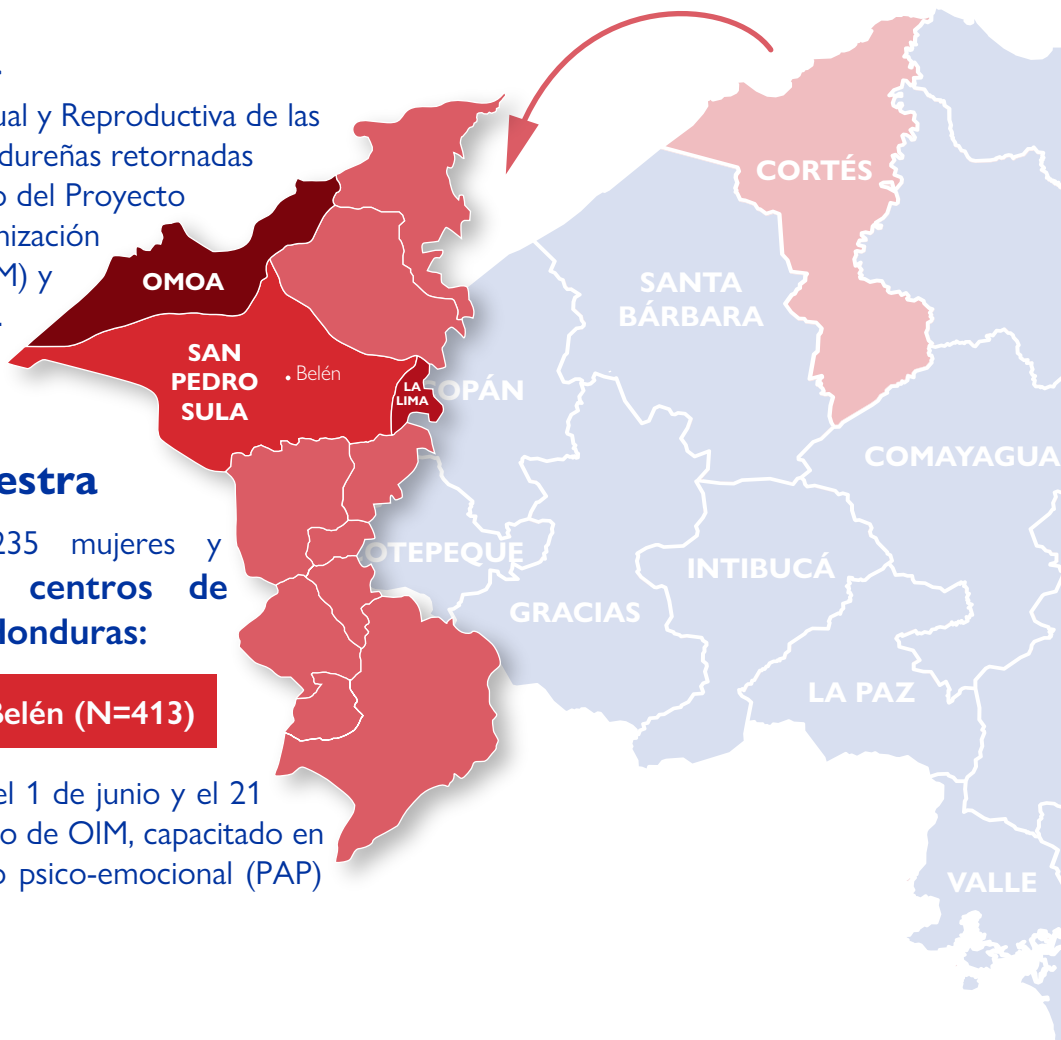 ual y Reproductiva de las
dureñas retornadas
o del Proyecto
nización
M) y
estra
235 mujeres y
centros de
Honduras:
Belén (N=413)
el 1 de junio y el 21
o de OIM, capacitado en
o psico-emocional (PAP)
OMOA
SAN
PEDRO
SULA
Belén
LA
LIMA
CORTÉS
SANTA
BÁRBARA
OPÁN
COMAYAGUA
OTEPEQUE
INTIBUCÁ
GRACIAS
LA PAZ
VALLE